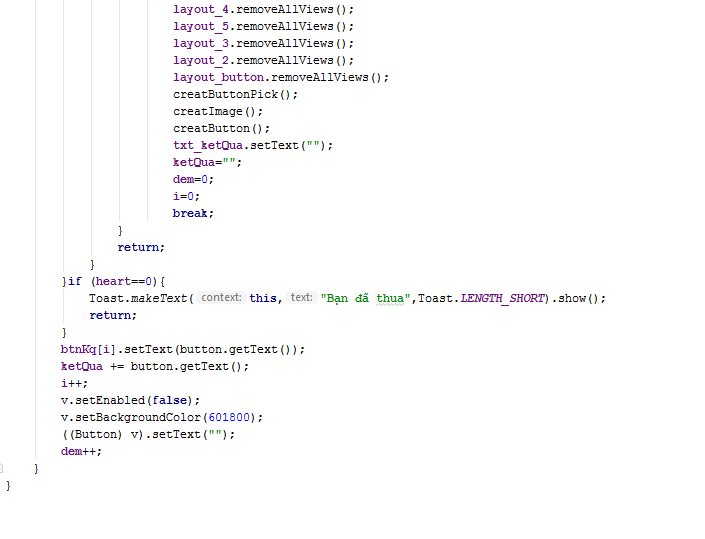 layout_4.removeAllViews();
layout_5.removeAllViews();
layout_3.removeAllViews();
layout_2.removeAllViews();
layout_button.removeAllViews();
creatButtonPick();
creatImage();
creatButton();
txt_ketQua.setText("");
ketQua="";
dem=0;
i=0;
break;
}
return;
}
}if (heart==0){
Toast.makeText( context: this, text: "Bạn đã thua",Toast.LENGTH_SHORT).show();
return;
}
btnKq[i].setText(button.getText());
ketQua += button.getText();
i++;
v.setEnabled(false);
v.setBackgroundColor(601800);
((Button) v).setText("");
dem++;
}
}